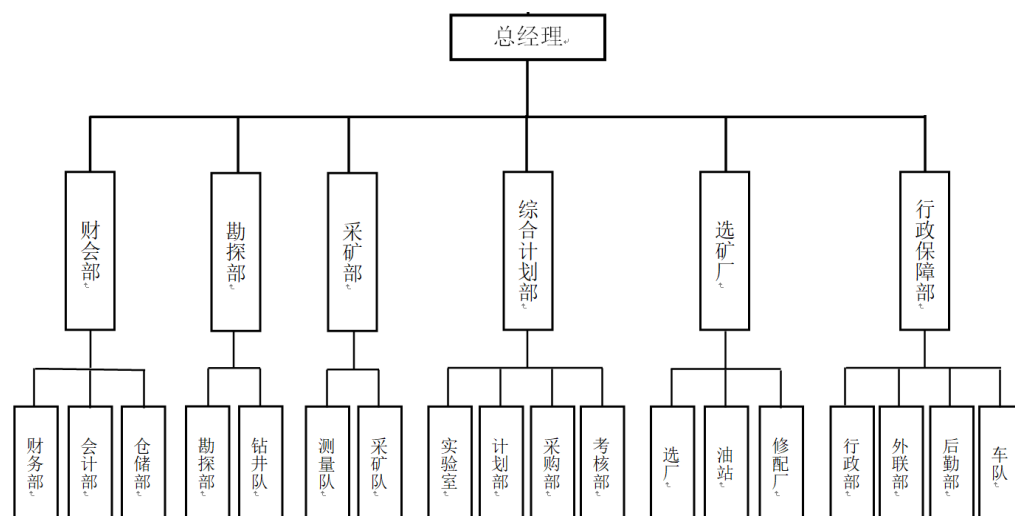 总经理
财会部
勘探部
采矿部
综合计划部
选矿厂
行政保障部
财务部
会计部
仓储部
勘探部
钻井队
测量队
采矿队
实验室
计划部
采购部
考核部
选厂
油站
修配厂
行政部
外联部
后勤部
车队